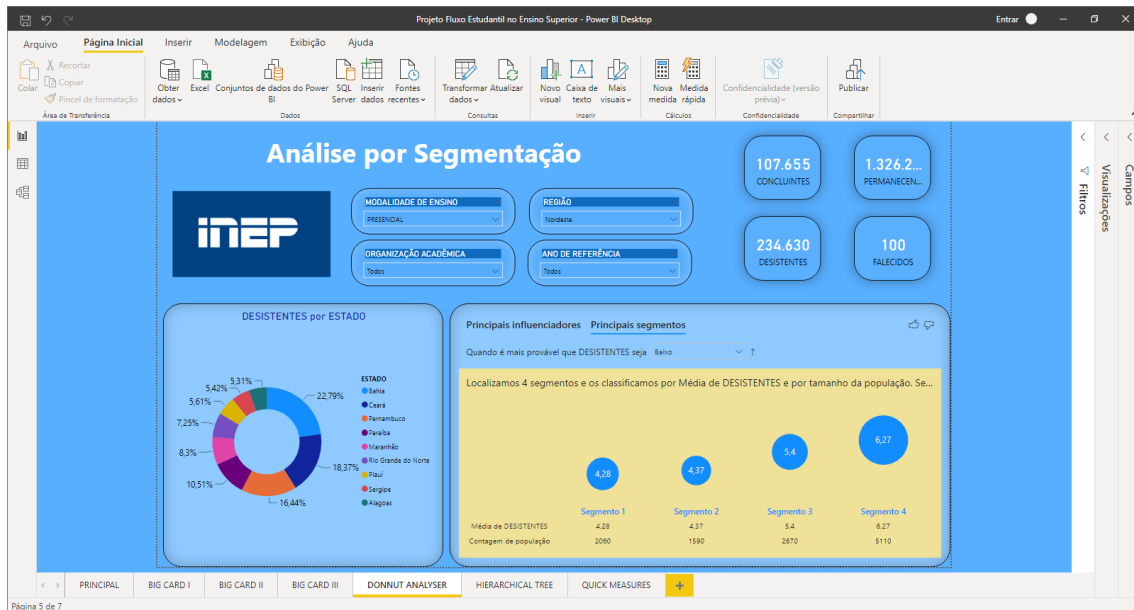 Projeto Fluxo Estudantil no Ensino Superior - Power BI Desktop
Entrar
Arquivo
Página Inicial
Inserir
Modelagem
Exibição
Ajuda
Colar
Recortar
Copiar
Pincel de formatação
Área de Transferência
Obter dados
Excel
Conjuntos de dados do Power BI
SQL Server
Inserir dados
Fontes recentes
Dados
Transformar dados
Atualizar
Consultas
Novo visual
Caixa de texto
Mais visuais
Inserir
Nova medida
Medida rápida
Cálculos
Confidencialidade (versão prévia)
Confidencialidade
Publicar
Compartilhar
Análise por Segmentação
inep
MODALIDADE DE ENSINO
PRESENCIAL
REGIÃO
Nordeste
ORGANIZAÇÃO ACADÊMICA
Todos
ANO DE REFERÊNCIA
Todos
107.655
CONCLUINTES
1.326.2...
PERMANECEN...
234.630
DESISTENTES
100
FALECIDOS
Filtros
Visualizações
Campos
DESISTENTES por ESTADO
22,79%
18,37%
16,44%
10,51%
8,3%
7,25%
5,61%
5,42%
5,31%
ESTADO
Bahia
Ceará
Pernambuco
Paraíba
Maranhão
Rio Grande do Norte
Piauí
Sergipe
Alagoas
Principais influenciadores
Principais segmentos
Quando é mais provável que DESISTENTES seja Baixo ?
Localizamos 4 segmentos e os classificamos por Média de DESISTENTES e por tamanho da população. Se...
4,28
4,37
5,4
6,27
Segmento 1 Segmento 2 Segmento 3 Segmento 4
Média de DESISTENTES 4,28 4,37 5,4 6,27
Contagem de população 2060 1590 2670 5110
PRINCIPAL
BIG CARD I
BIG CARD II
BIG CARD III
DONNUT ANALYSER
HIERARCHICAL TREE
QUICK MEASURES
+
Página 5 de 7